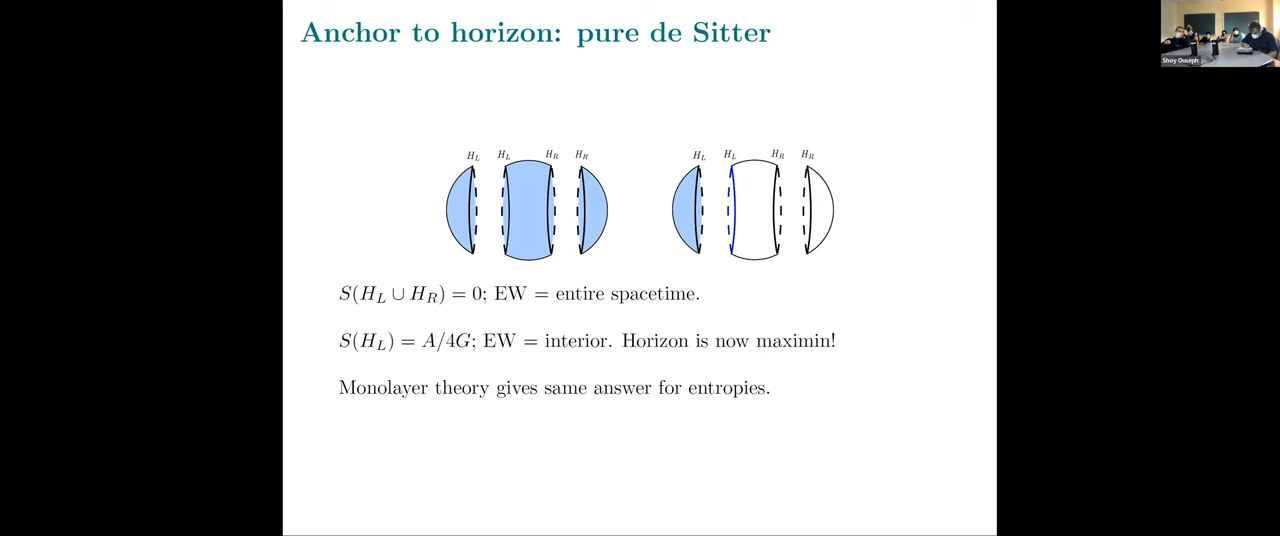 Anchor to horizon: pure de Sitter
Shoy Ouseph
H_L H_L H_R H_R H_L H_L H_R H_R
S(H_L ∪ H_R) = 0; EW = entire spacetime.
S(H_L) = A/4G; EW = interior. Horizon is now maximin!
Monolayer theory gives same answer for entropies.